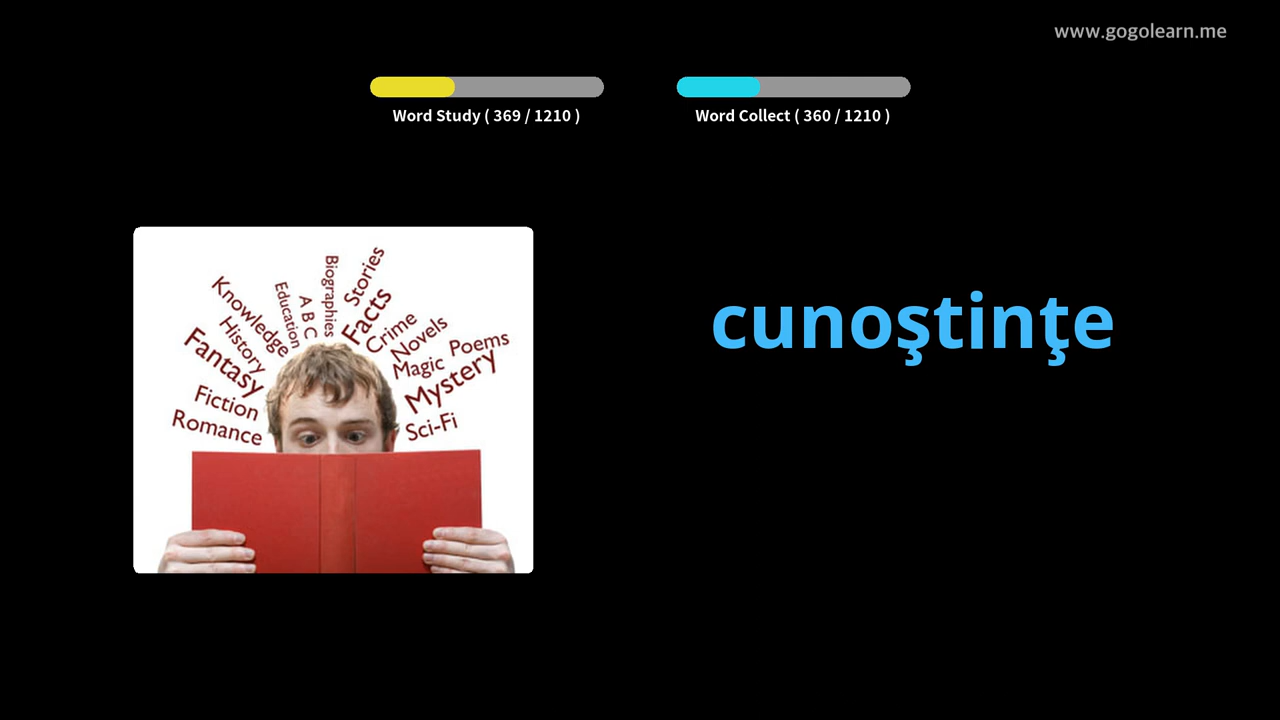 www.gogolearn.me
Word Study ( 369 / 1210 )
Word Collect ( 360 / 1210 )
Knowledge
History
Fantasy
Fiction
Romance
Education
A B C
Biographies
Stories
Facts
Crime
Novels
Magic
Poems
Mystery
Sci-Fi
cunoştinţe